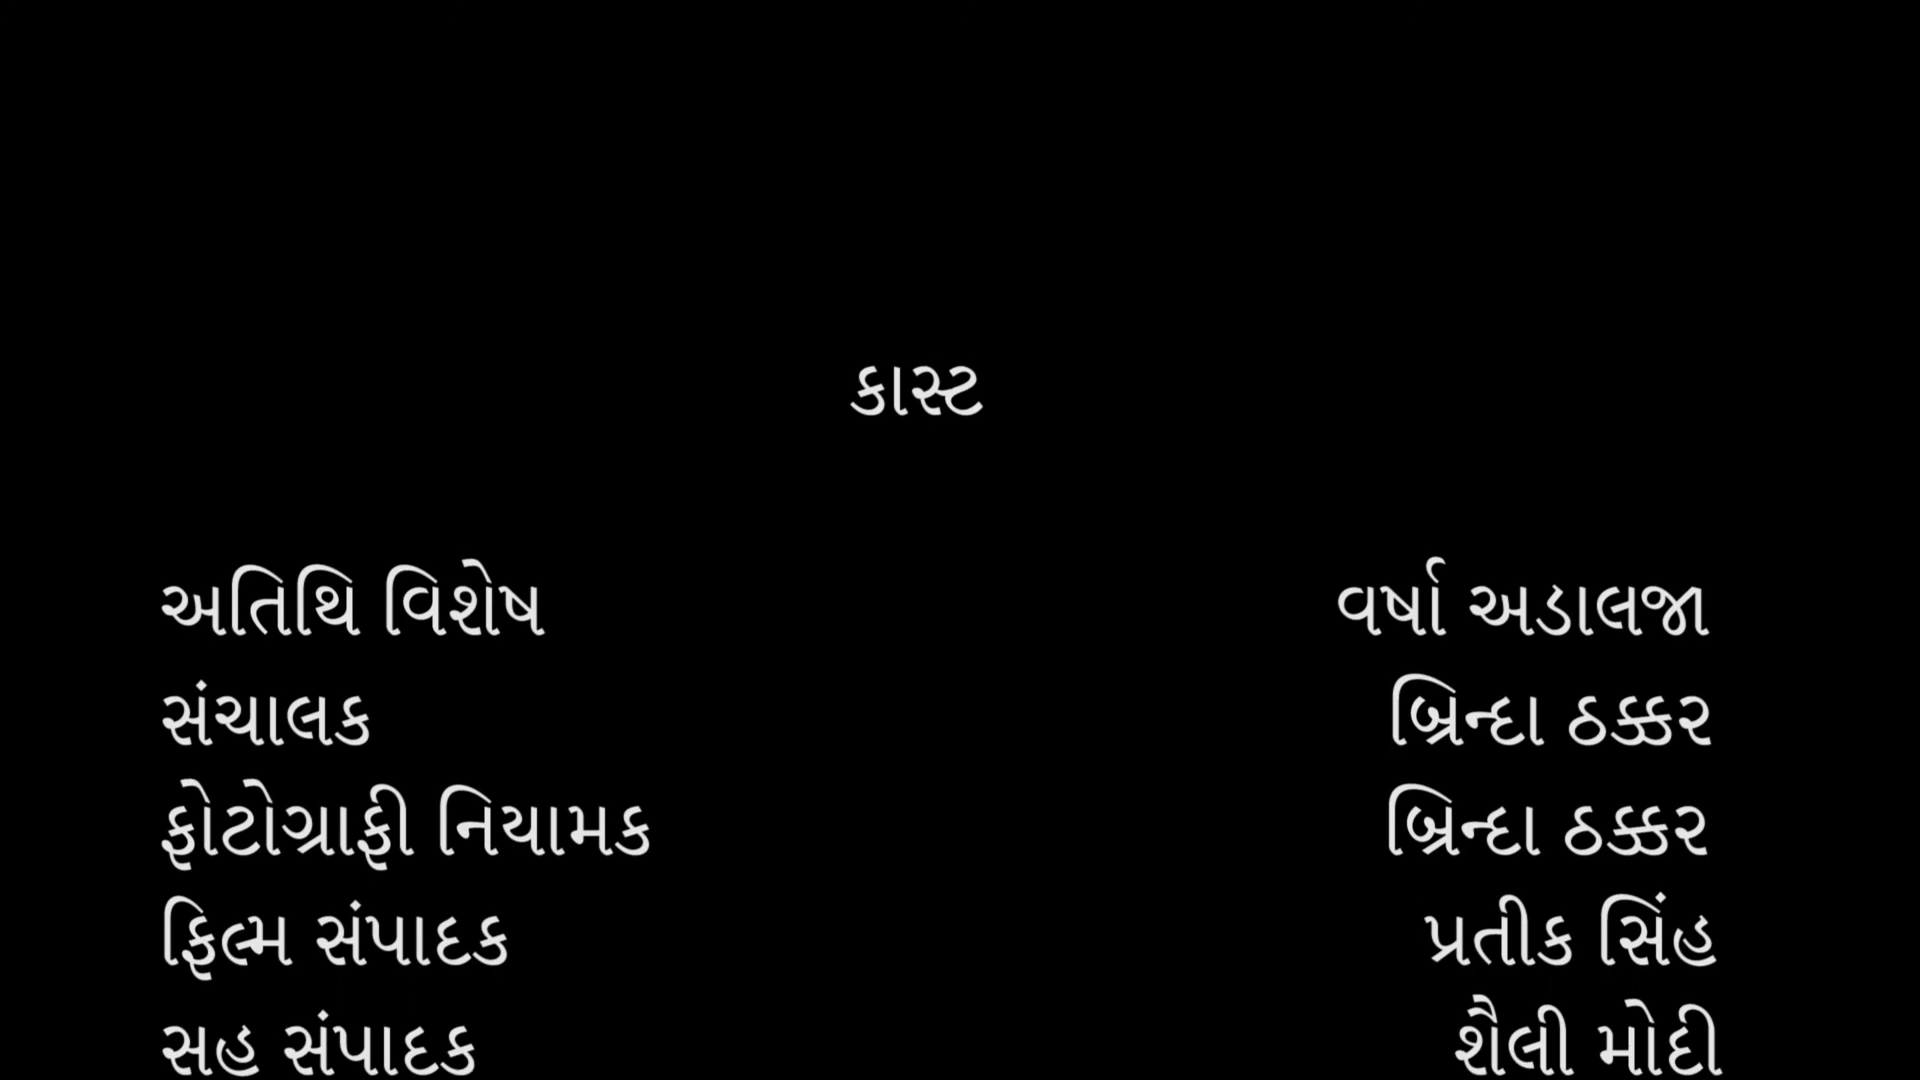 કાસ્ટ
અતિથિ વિશેષ વર્ષા અડાલજા
સંચાલક બ્રિન્દા ઠક્કર
ફોટોગ્રાફી નિયામક બ્રિન્દા ઠક્કર
ફિલ્મ સંપાદક પ્રતીક સિંહ
સહ સંપાદક શૈલી મોદી